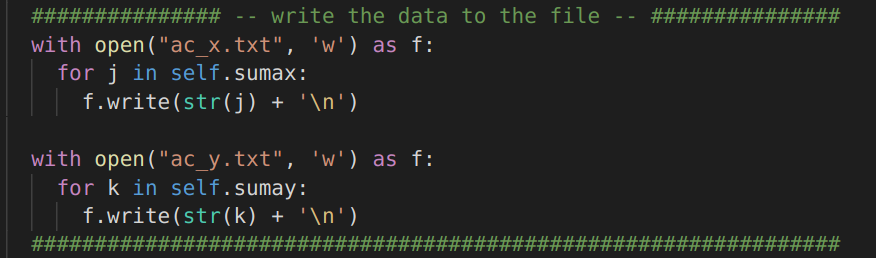 ############### -- write the data to the file -- ###############
with open("ac_x.txt", 'w') as f:
  for j in self.sumax:
    f.write(str(j) + '\n')

with open("ac_y.txt", 'w') as f:
  for k in self.sumay:
    f.write(str(k) + '\n')
################################################################